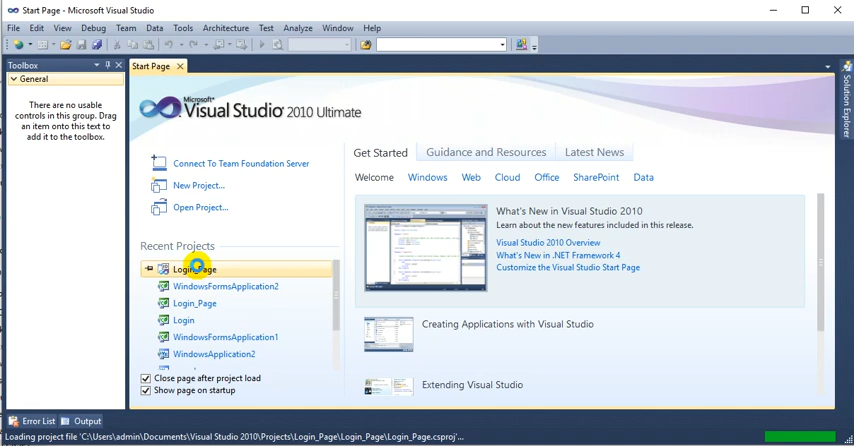 Start Page - Microsoft Visual Studio
File Edit View Debug Team Data Tools Architecture Test Analyze Window Help
Toolbox
General
There are no usable
controls in this group. Drag
an item onto this text to
add it to the toolbox.
Start Page
Microsoft
Visual Studio 2010 Ultimate
Connect To Team Foundation Server
New Project...
Open Project...
Recent Projects
Login_Page
WindowsFormsApplication2
Login_Page
Login
WindowsFormsApplication1
WindowsApplication2
Close page after project load
Show page on startup
Get Started Guidance and Resources Latest News
Welcome Windows Web Cloud Office SharePoint Data
What's New in Visual Studio 2010
Learn about the new features included in this release.
Visual Studio 2010 Overview
What's New in .NET Framework 4
Customize the Visual Studio Start Page
Creating Applications with Visual Studio
Extending Visual Studio
Solution Explorer
Error List Output
Loading project file 'C:\Users\admin\Documents\Visual Studio 2010\Projects\Login_Page\Login_Page\Login_Page.csproj'...